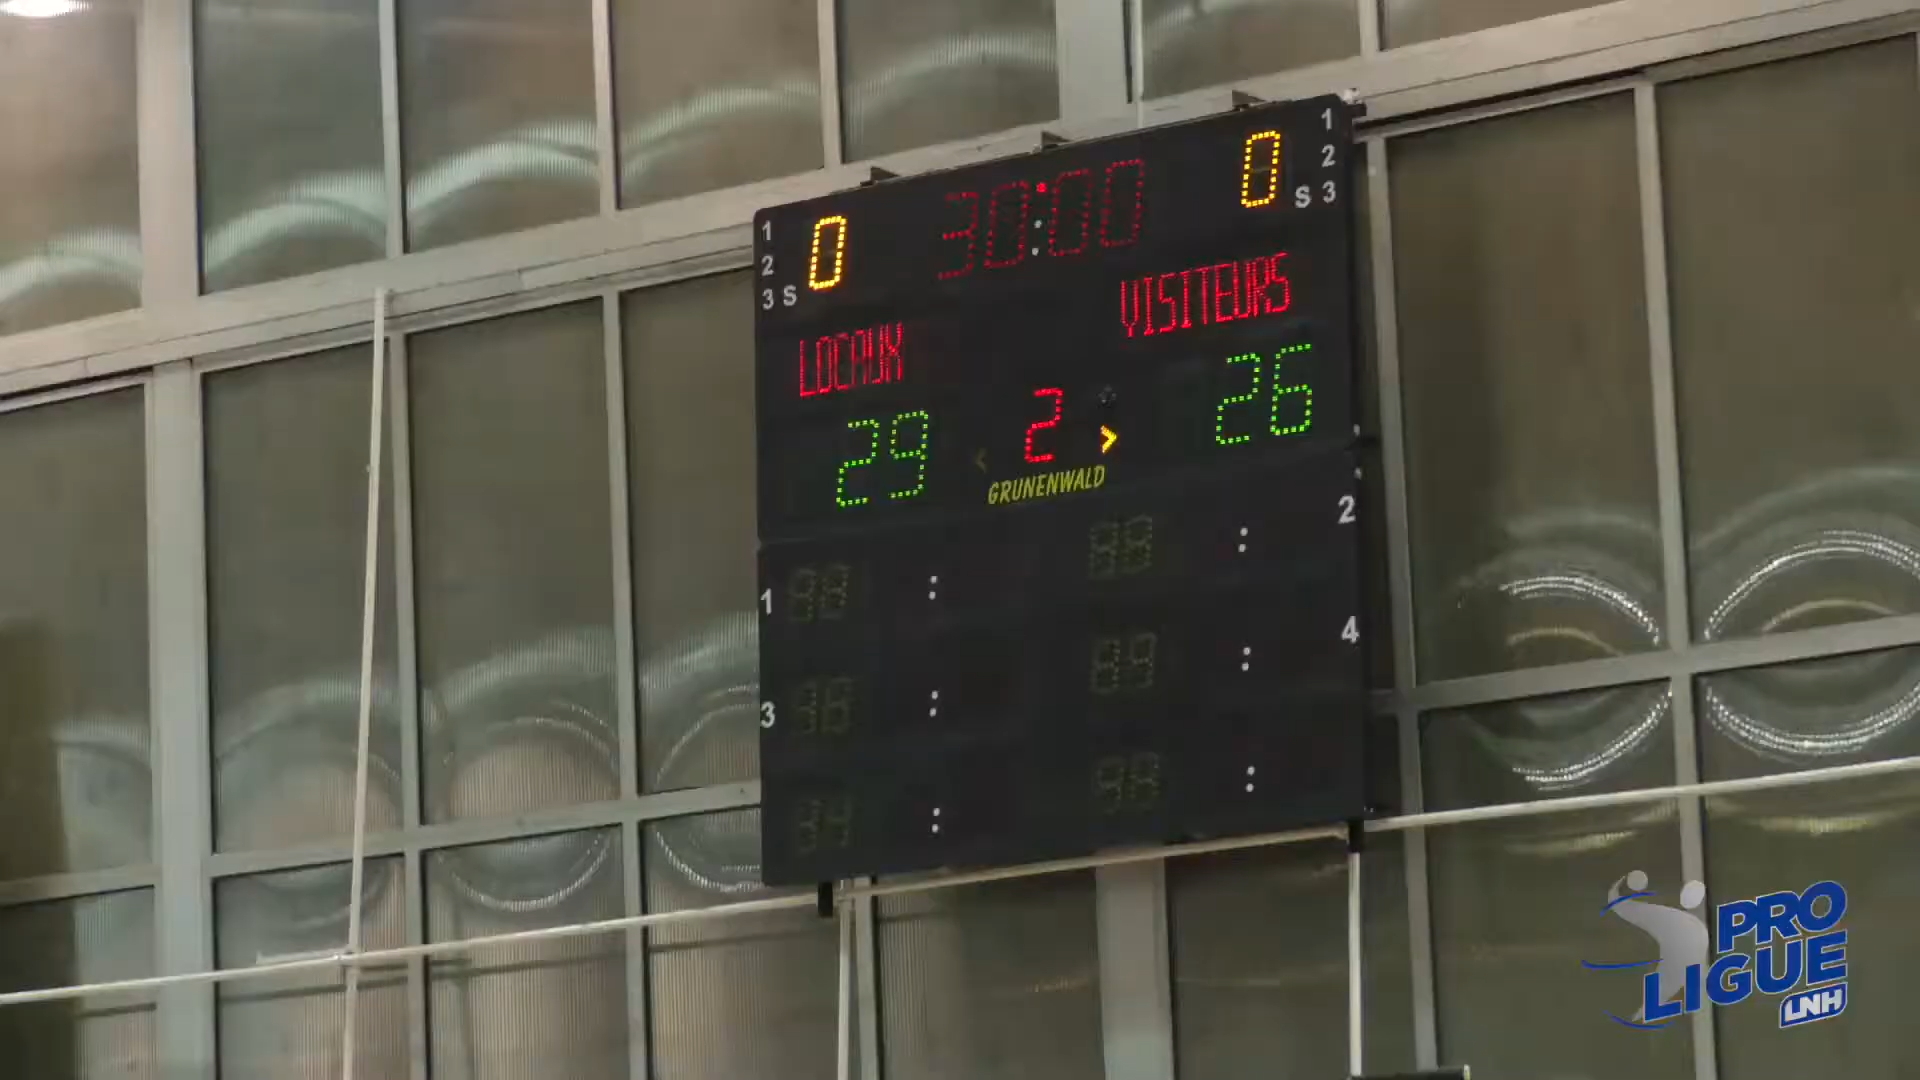 1 0 30:00 0 1
2 2
3 S S 3
LOCAUX VISITEURS
29 2 > 26
GRUNENWALD
2
1
4
3
PRO
LIGUE
LNH